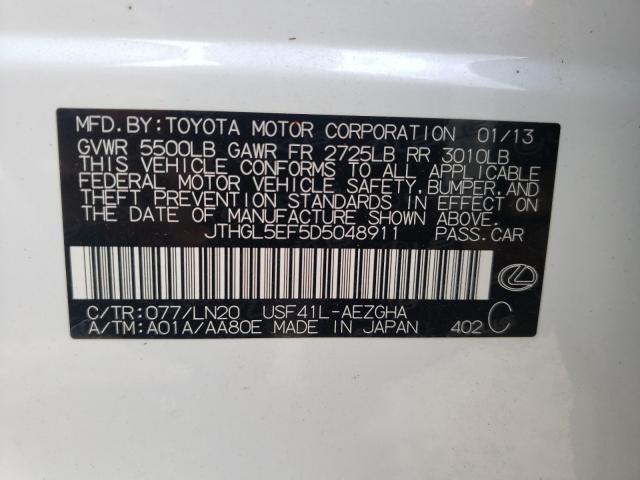 MFD. BY: TOYOTA MOTOR CORPORATION 01/13
GVWR 5500LB GAWR FR 2725LB RR 3010LB
THIS VEHICLE CONFORMS TO ALL APPLICABLE
FEDERAL MOTOR VEHICLE SAFETY, BUMPER, AND
THEFT PREVENTION STANDARDS IN EFFECT ON
THE DATE OF MANUFACTURE SHOWN ABOVE.
JTHGL5EF5D5048911 PASS. CAR
C/TR: 077/LN20 USF41L-AEZGHA
A/TM: A01A/AA80E MADE IN JAPAN 402 C